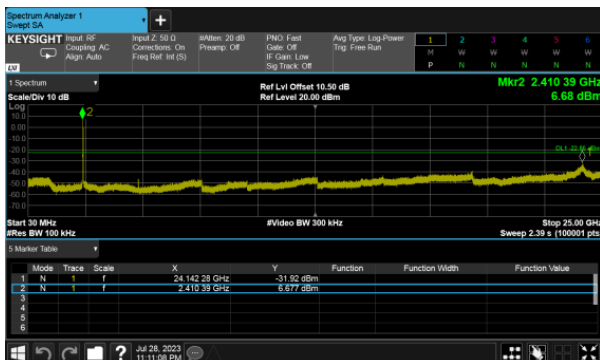 Spectrum Analyzer 1
Swept SA
+
KEYSIGHT Input: RF Input Z: 50 Ω #Atten: 20 dB PNO: Fast Avg Type: Log-Power 1 2 3 4 5 6
Coupling: AC Corrections: On Preamp: Off Gate: Off Trig: Free Run M W W W W W
Align: Auto Freq Ref: Int (S) IF Gain: Low
LXI Sig Track: Off P N N N N N
1 Spectrum Ref Lvl Offset 10.50 dB Mkr2 2.410 39 GHz
Scale/Div 10 dB Ref Level 20.00 dBm 6.68 dBm
Log
10.0
0.00
-10.0
-20.0
-30.0
-40.0
-50.0
-60.0
-70.0
2
1
Start 30 MHz #Video BW 300 kHz Stop 25.00 GHz
#Res BW 100 kHz Sweep 2.39 s (100001 pts)
5 Marker Table
Mode Trace Scale X Y Function Function Width Function Value
1 N 1 f 24.142 28 GHz -31.92 dBm
2 N 1 f 2.410 39 GHz 6.677 dBm
3
4
5
6
? Jul 28, 2023
11:11:08 PM